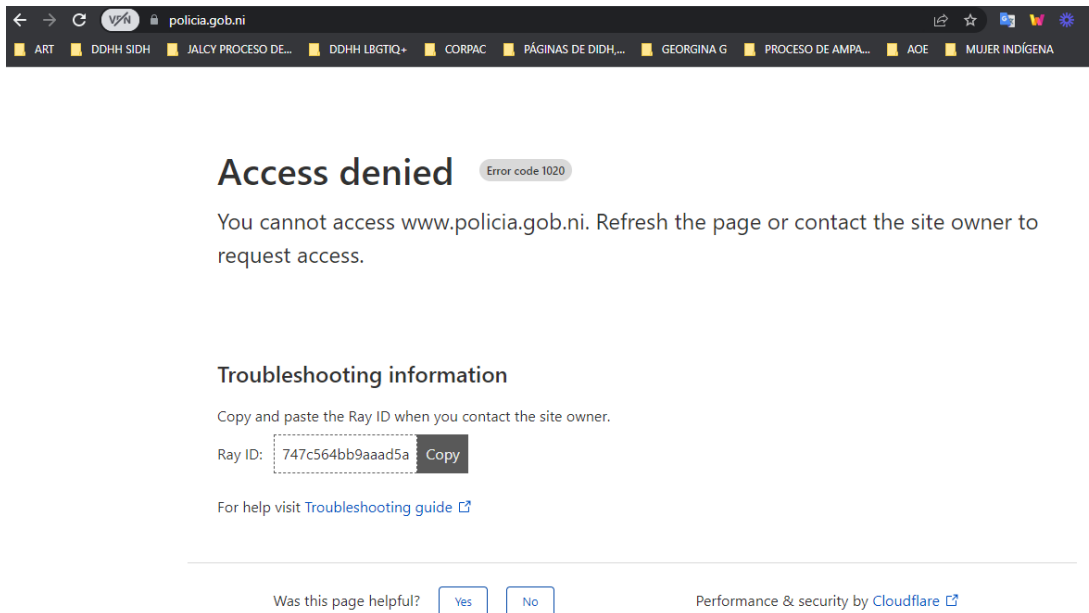 VPN policia.gob.ni
ART DDHH SIDH JALCY PROCESO DE... DDHH LBGTIQ+ CORPAC PÁGINAS DE DIDH,... GEORGINA G PROCESO DE AMPA... AOE MUJER INDÍGENA
Access denied Error code 1020
You cannot access www.policia.gob.ni. Refresh the page or contact the site owner to
request access.
Troubleshooting information
Copy and paste the Ray ID when you contact the site owner.
Ray ID: 747c564bb9aaad5a Copy
For help visit Troubleshooting guide
Was this page helpful? Yes No Performance & security by Cloudflare